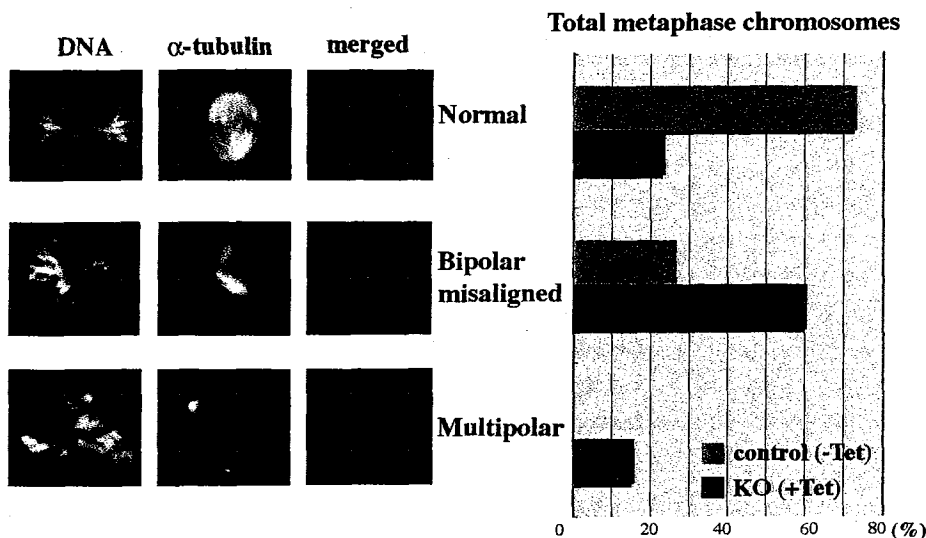 Total metaphase chromosomes
DNA α-tubulin merged
Normal
Bipolar
misaligned
Multipolar
control (-Tet)
KO (+Tet)
0 20 40 60 80 (%)